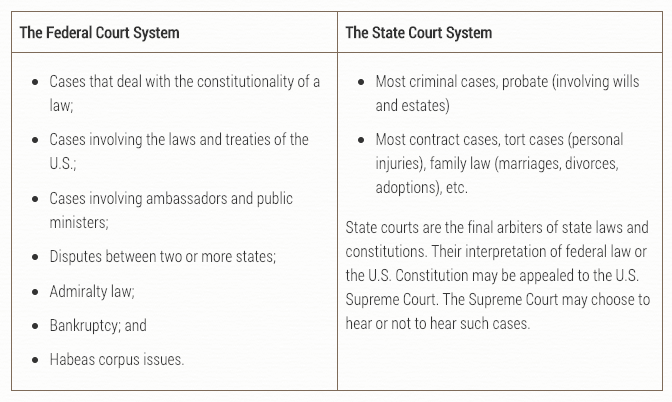 The Federal Court System
Cases that deal with the constitutionality of a
law;
Cases involving the laws and treaties of the
U.S.;
Cases involving ambassadors and public
ministers;
Disputes between two or more states;
Admiralty law;
Bankruptcy; and
Habeas corpus issues.
The State Court System
Most criminal cases, probate (involving wills
and estates)
Most contract cases, tort cases (personal
injuries), family law (marriages, divorces,
adoptions), etc.
State courts are the final arbiters of state laws and
constitutions. Their interpretation of federal law or
the U.S. Constitution may be appealed to the U.S.
Supreme Court. The Supreme Court may choose to
hear or not to hear such cases.